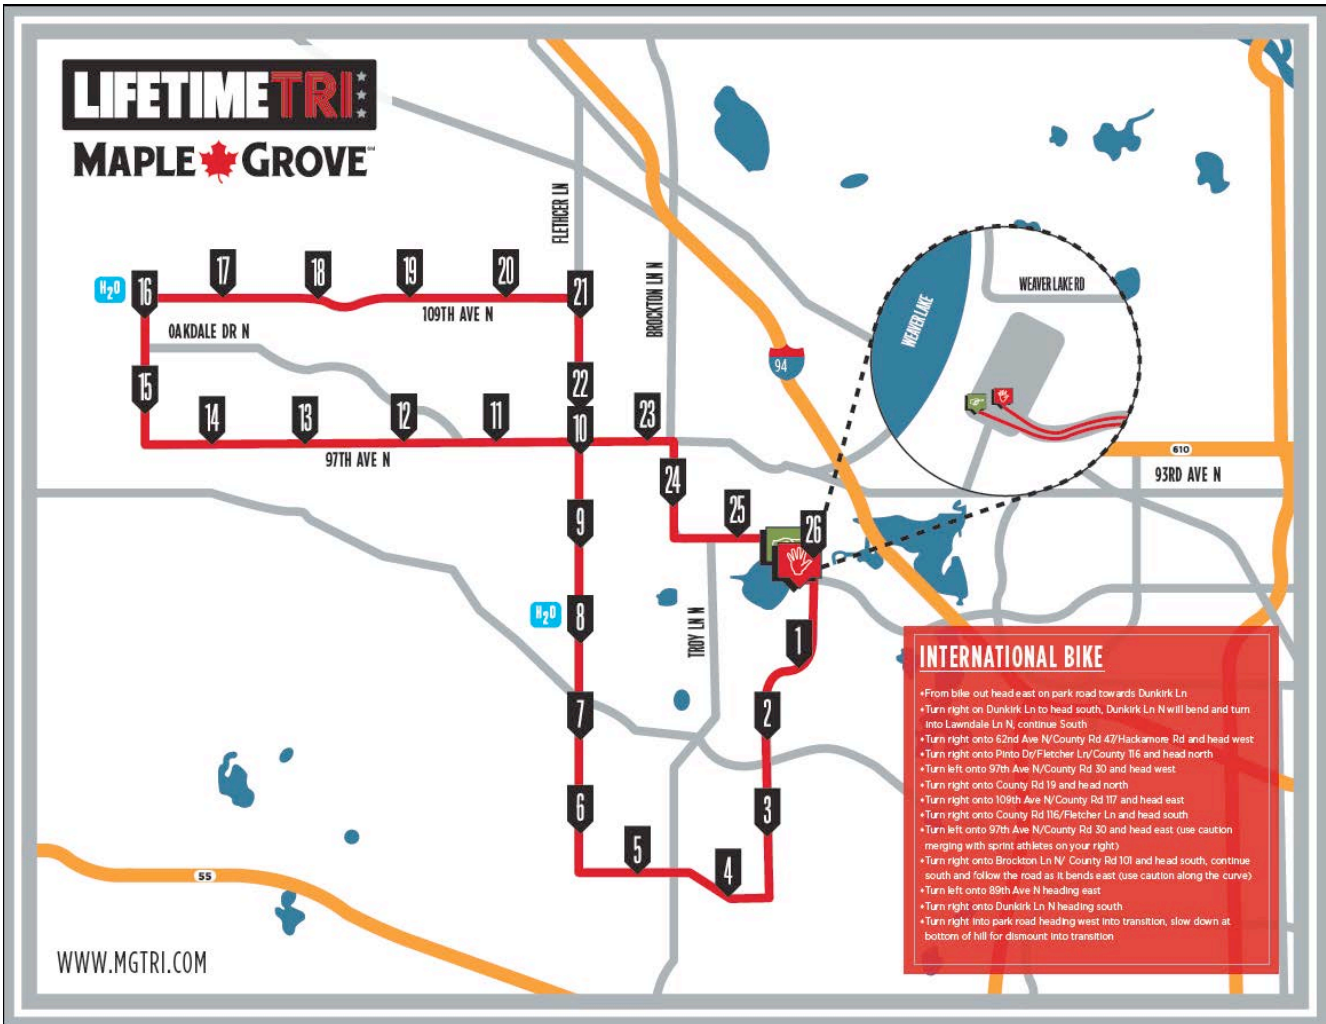 LIFETIMETRI
MAPLE GROVE
FLETHCER LN
BROCKTON LN N
17
18
19
20
H2O
16
21
109TH AVE N
OAKDALE DR N
15
22
14
13
12
11
10
23
97TH AVE N
24
9
25
26
H2O
8
TROY LN N
1
7
2
6
3
5
4
94
WEAVER LAKE
WEAVER LAKE RD
610
93RD AVE N
55
INTERNATIONAL BIKE
•From bike out head east on park road towards Dunkirk Ln
•Turn right on Dunkirk Ln to head south, Dunkirk Ln N will bend and turn
into Lawndale Ln N, continue South
•Turn right onto 62nd Ave N/County Rd 47/Hackamore Rd and head west
•Turn right onto Pinto Dr/Fletcher Ln/County 116 and head north
•Turn left onto 97th Ave N/County Rd 30 and head west
•Turn right onto County Rd 19 and head north
•Turn right onto 109th Ave N/County Rd 117 and head east
•Turn right onto County Rd 116/Fletcher Ln and head south
•Turn left onto 97th Ave N/County Rd 30 and head east (use caution
merging with sprint athletes on your right)
•Turn right onto Brockton Ln N/ County Rd 101 and head south, continue
south and follow the road as it bends east (use caution along the curve)
•Turn left onto 89th Ave N heading east
•Turn right onto Dunkirk Ln N heading south
•Turn right into park road heading west into transition, slow down at
bottom of hill for dismount into transition
WWW.MGTRI.COM